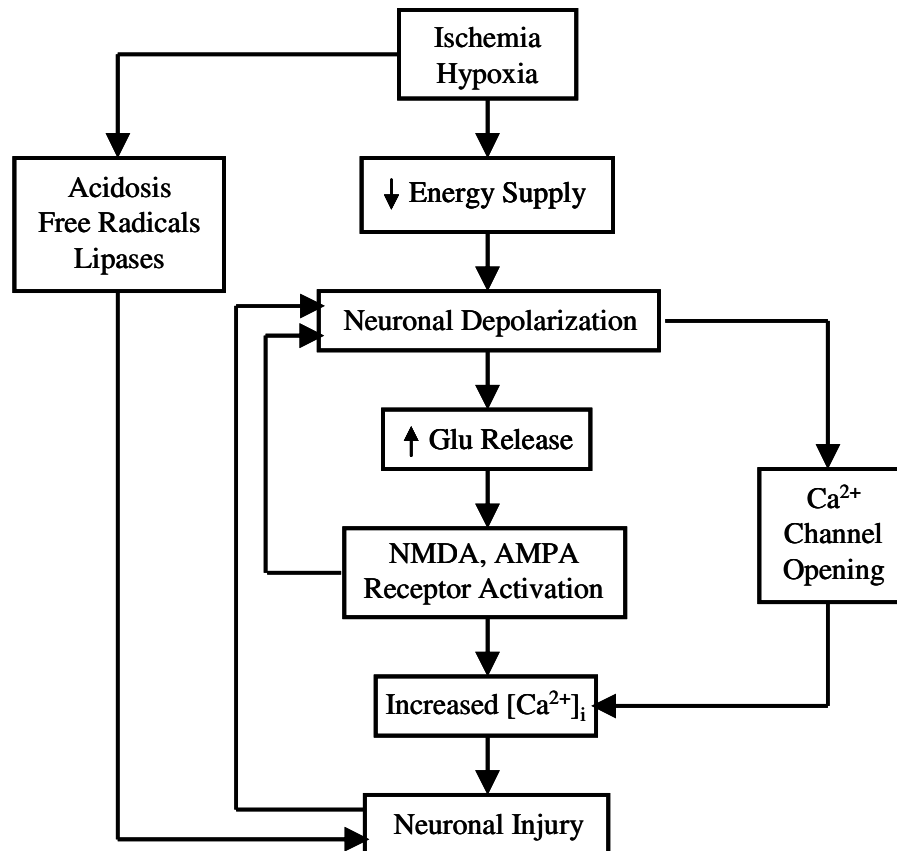 Ischemia
Hypoxia
Acidosis
Free Radicals
Lipases
↓ Energy Supply
Neuronal Depolarization
↑ Glu Release
Ca²⁺
Channel
Opening
NMDA, AMPA
Receptor Activation
Increased [Ca²⁺]ᵢ
Neuronal Injury